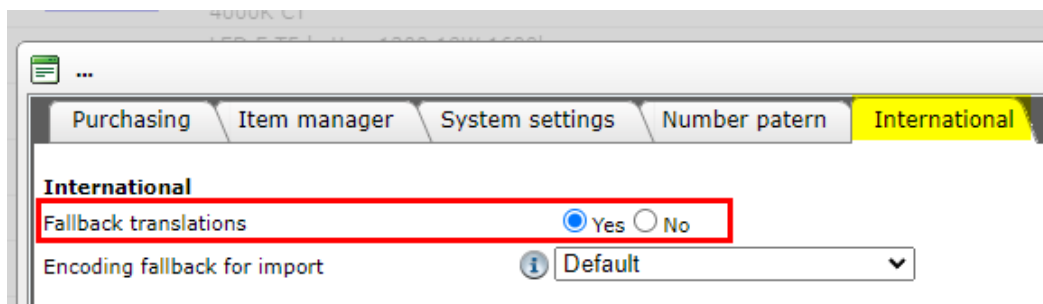 4000K CY
...
Purchasing Item manager System settings Number patern International
International
Fallback translations Yes No
Encoding fallback for import Default